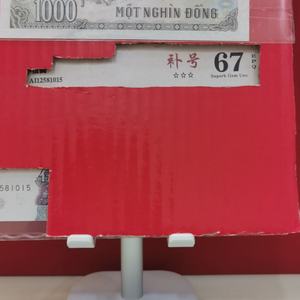 1000 MỘT NGHÌN ĐỒNG
补号 67 EPQ
AI12581015 ☆☆☆ Superb Gem Unc
581015